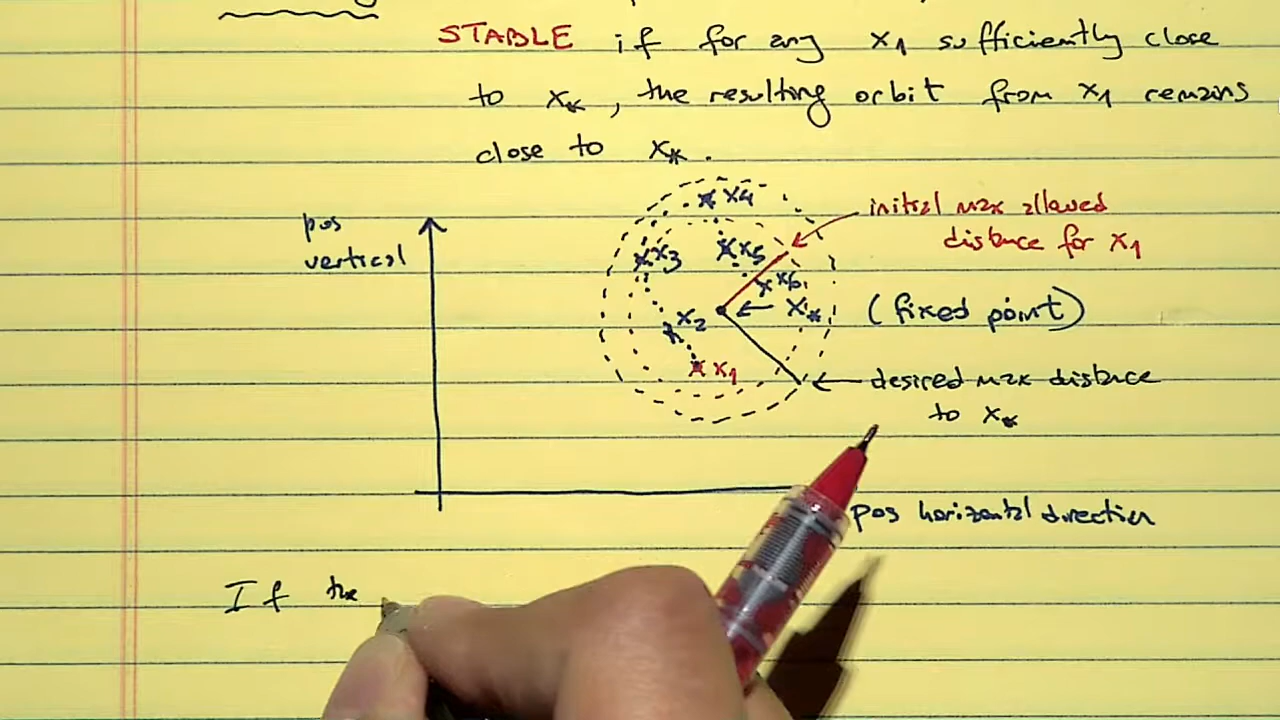 STABLE if for any x₁ sufficiently close
to x*, the resulting orbit from x₁ remains
close to x*.
pos
vertical
x₄
x₃
x₅
x₆
x₂
x*
x₁
initial max allowed
distance for x₁
(fixed point)
desired max distance
to x*
pos horizontal direction
If the